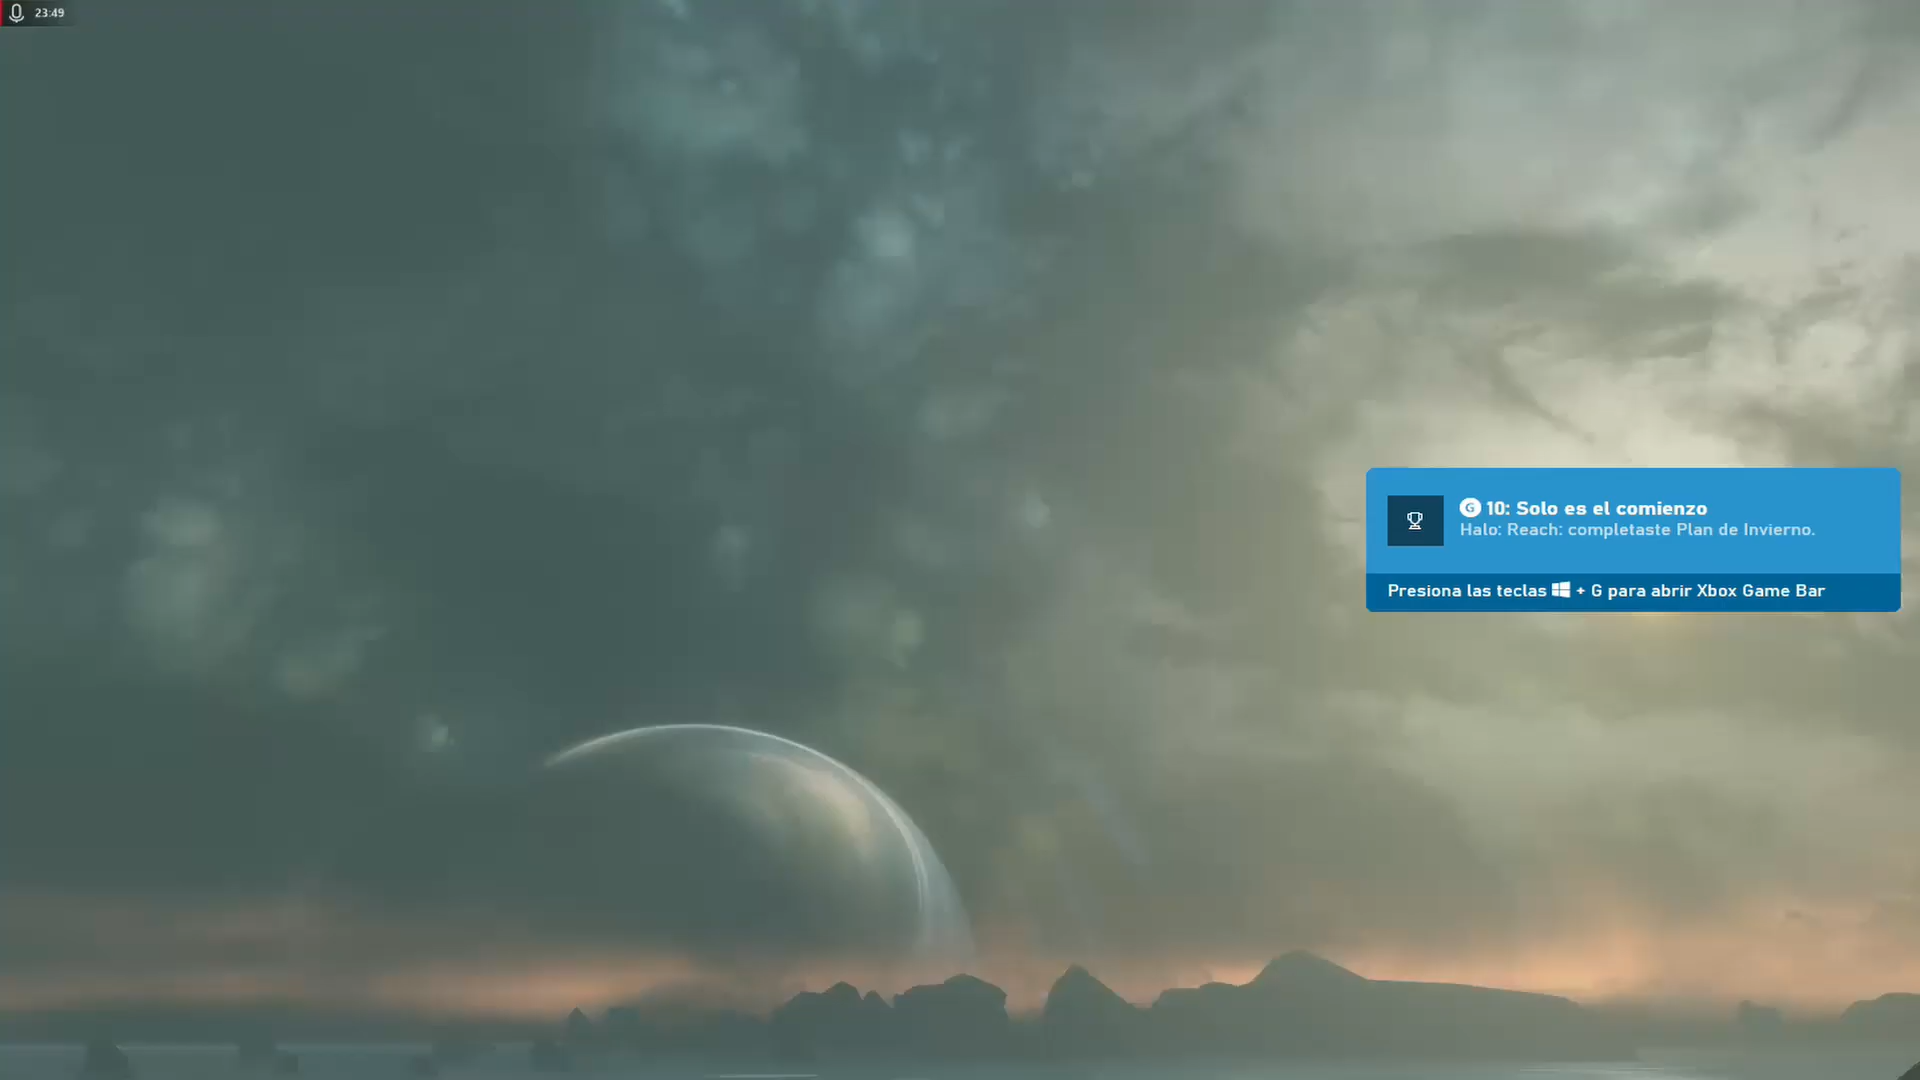 23:49
G 10: Solo es el comienzo
Halo: Reach: completaste Plan de Invierno.
Presiona las teclas + G para abrir Xbox Game Bar